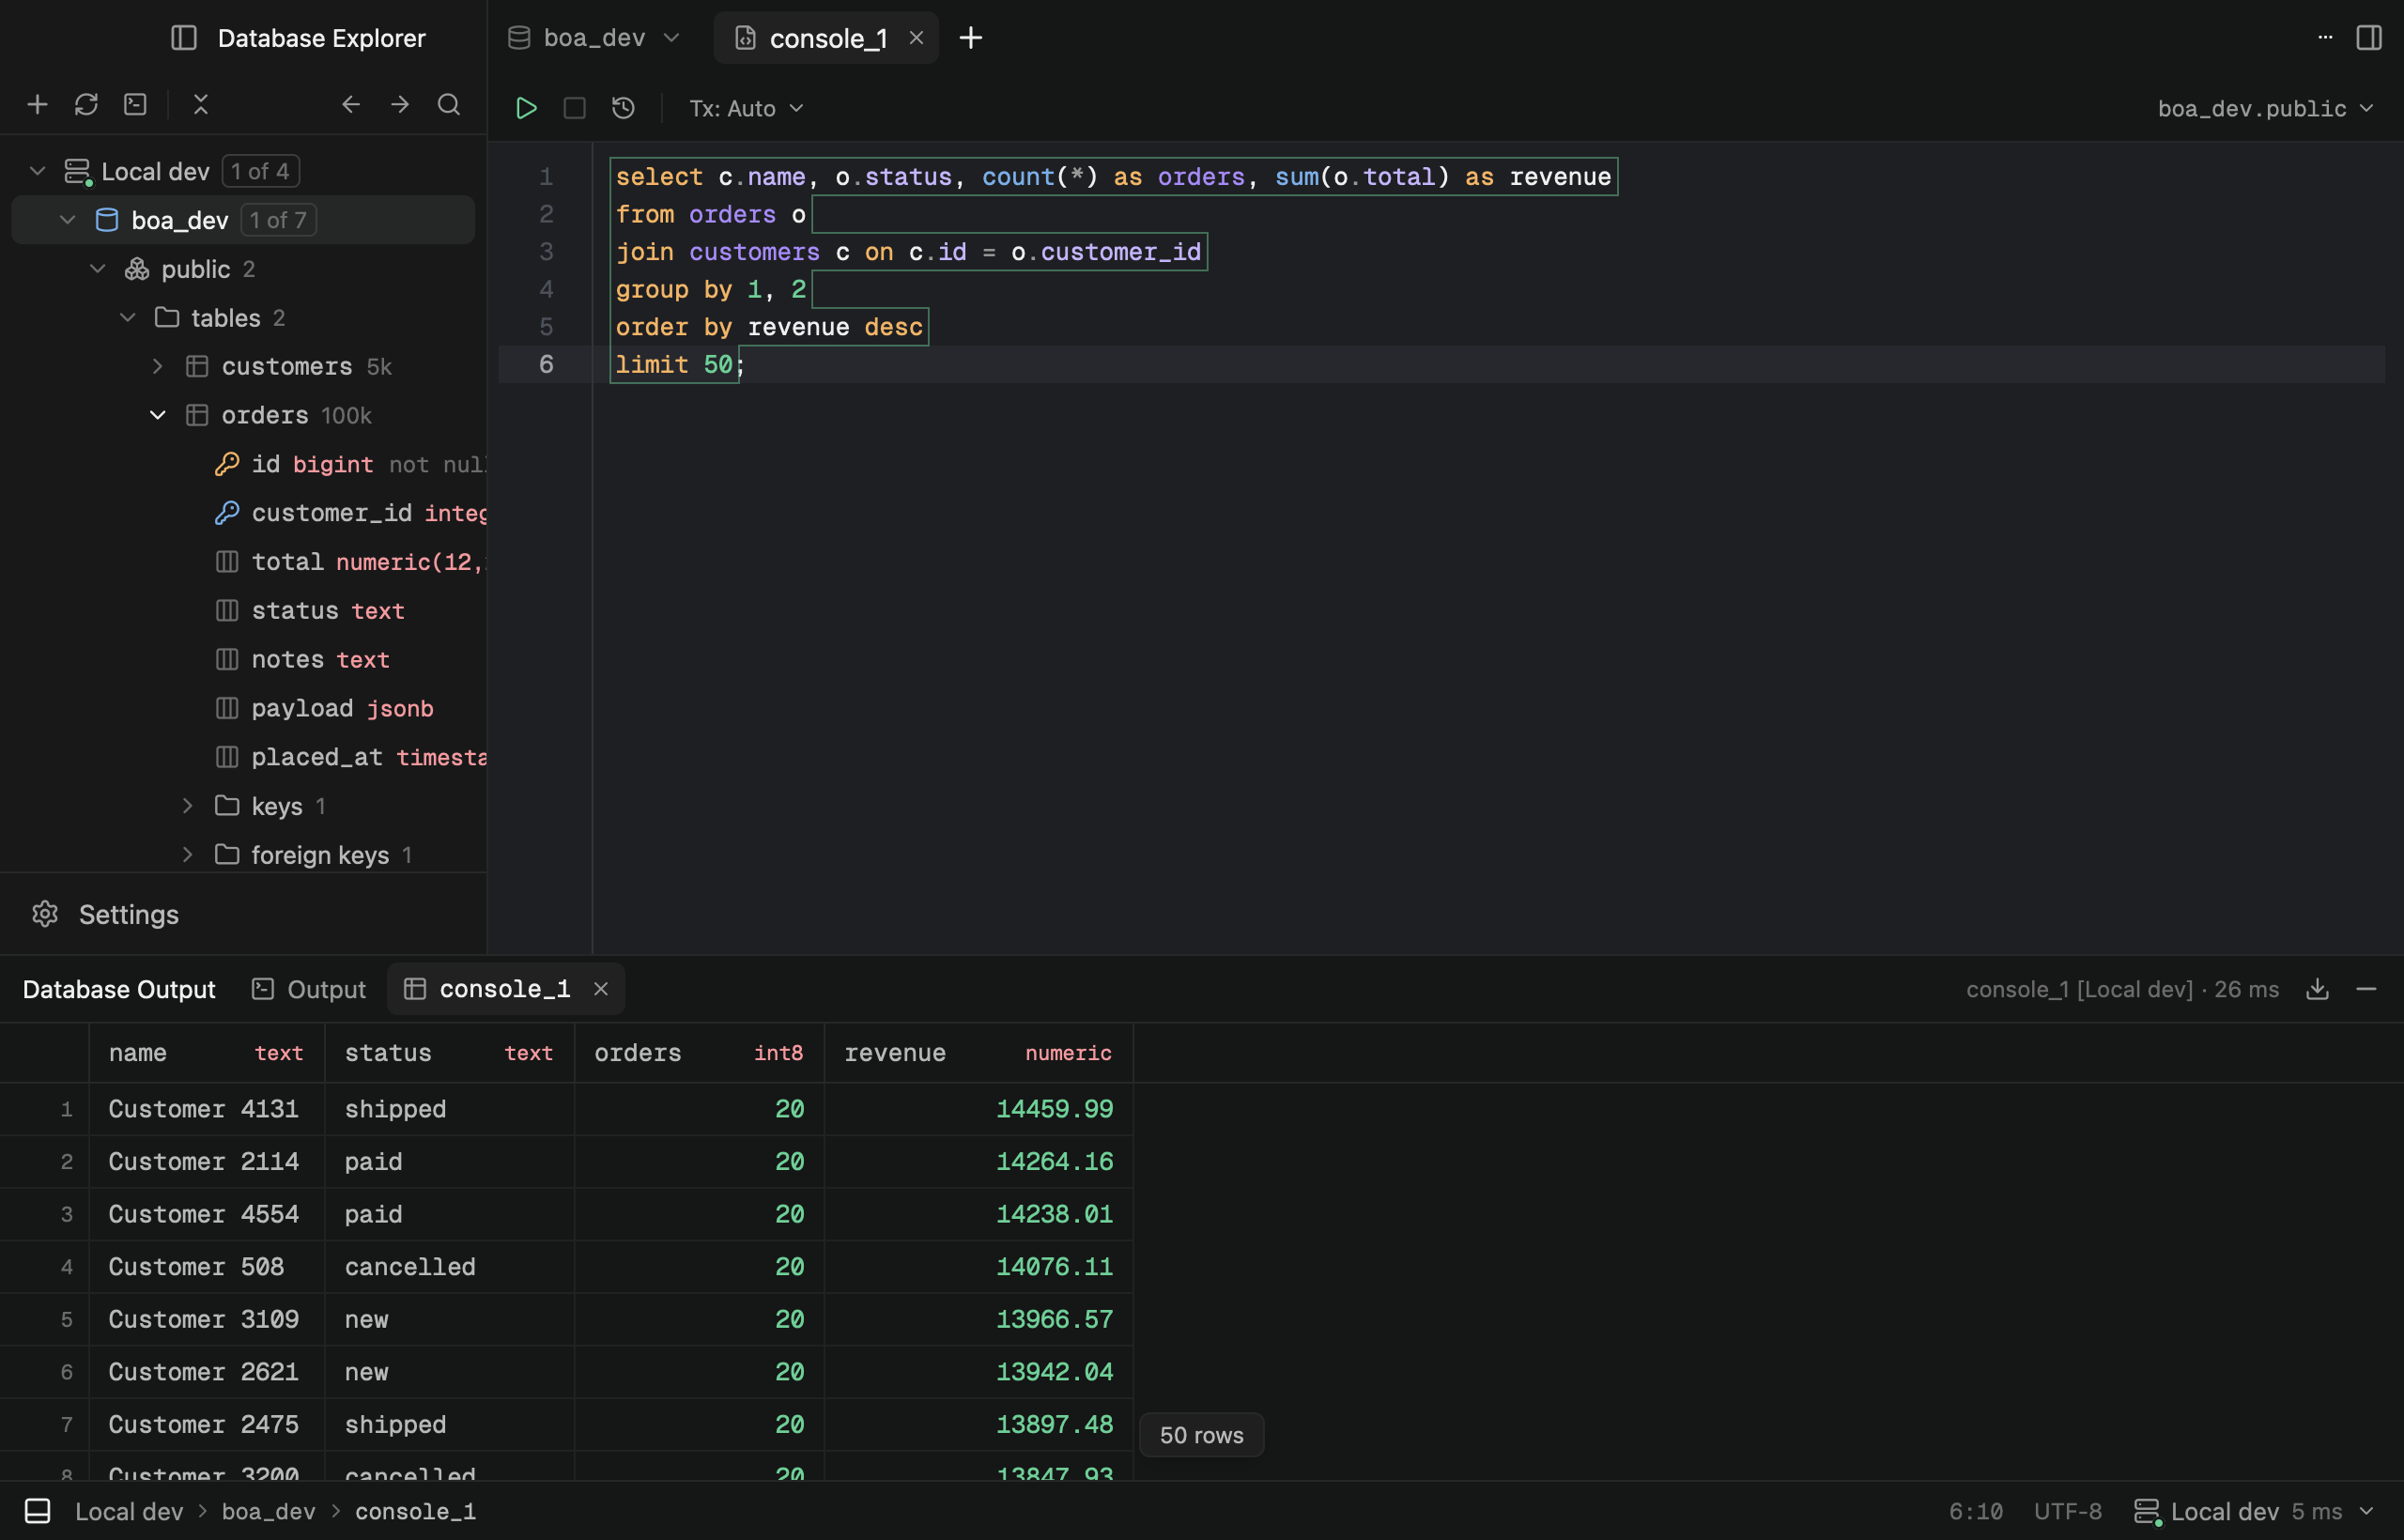 Database Explorer
boa_dev
console_1
Tx: Auto
boa_dev.public
Local dev 1 of 4
boa_dev 1 of 7
public 2
tables 2
customers 5k
orders 100k
id bigint not null
customer_id integ
total numeric(12,
status text
notes text
payload jsonb
placed_at timesta
keys 1
foreign keys 1
Settings
1 select c.name, o.status, count(*) as orders, sum(o.total) as revenue
2 from orders o
3 join customers c on c.id = o.customer_id
4 group by 1, 2
5 order by revenue desc
6 limit 50;
Database Output
Output
console_1
console_1 [Local dev] · 26 ms
name text status text orders int8 revenue numeric
1 Customer 4131 shipped 20 14459.99
2 Customer 2114 paid 20 14264.16
3 Customer 4554 paid 20 14238.01
4 Customer 508 cancelled 20 14076.11
5 Customer 3109 new 20 13966.57
6 Customer 2621 new 20 13942.04
7 Customer 2475 shipped 20 13897.48
8 Customer 3200 cancelled 20 13847.93
50 rows
Local dev > boa_dev > console_1
6:10 UTF-8 Local dev 5 ms